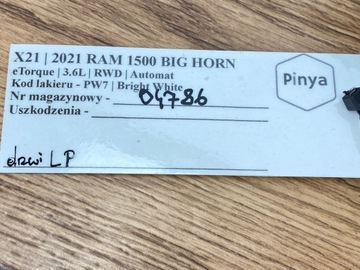 X21 | 2021 RAM 1500 BIG HORN
eTorque | 3.6L | RWD | Automat
Kod lakieru - PW7 | Bright White
Nr magazynowy - 04786
Uszkodzenia -
drzwi LP
Pinya